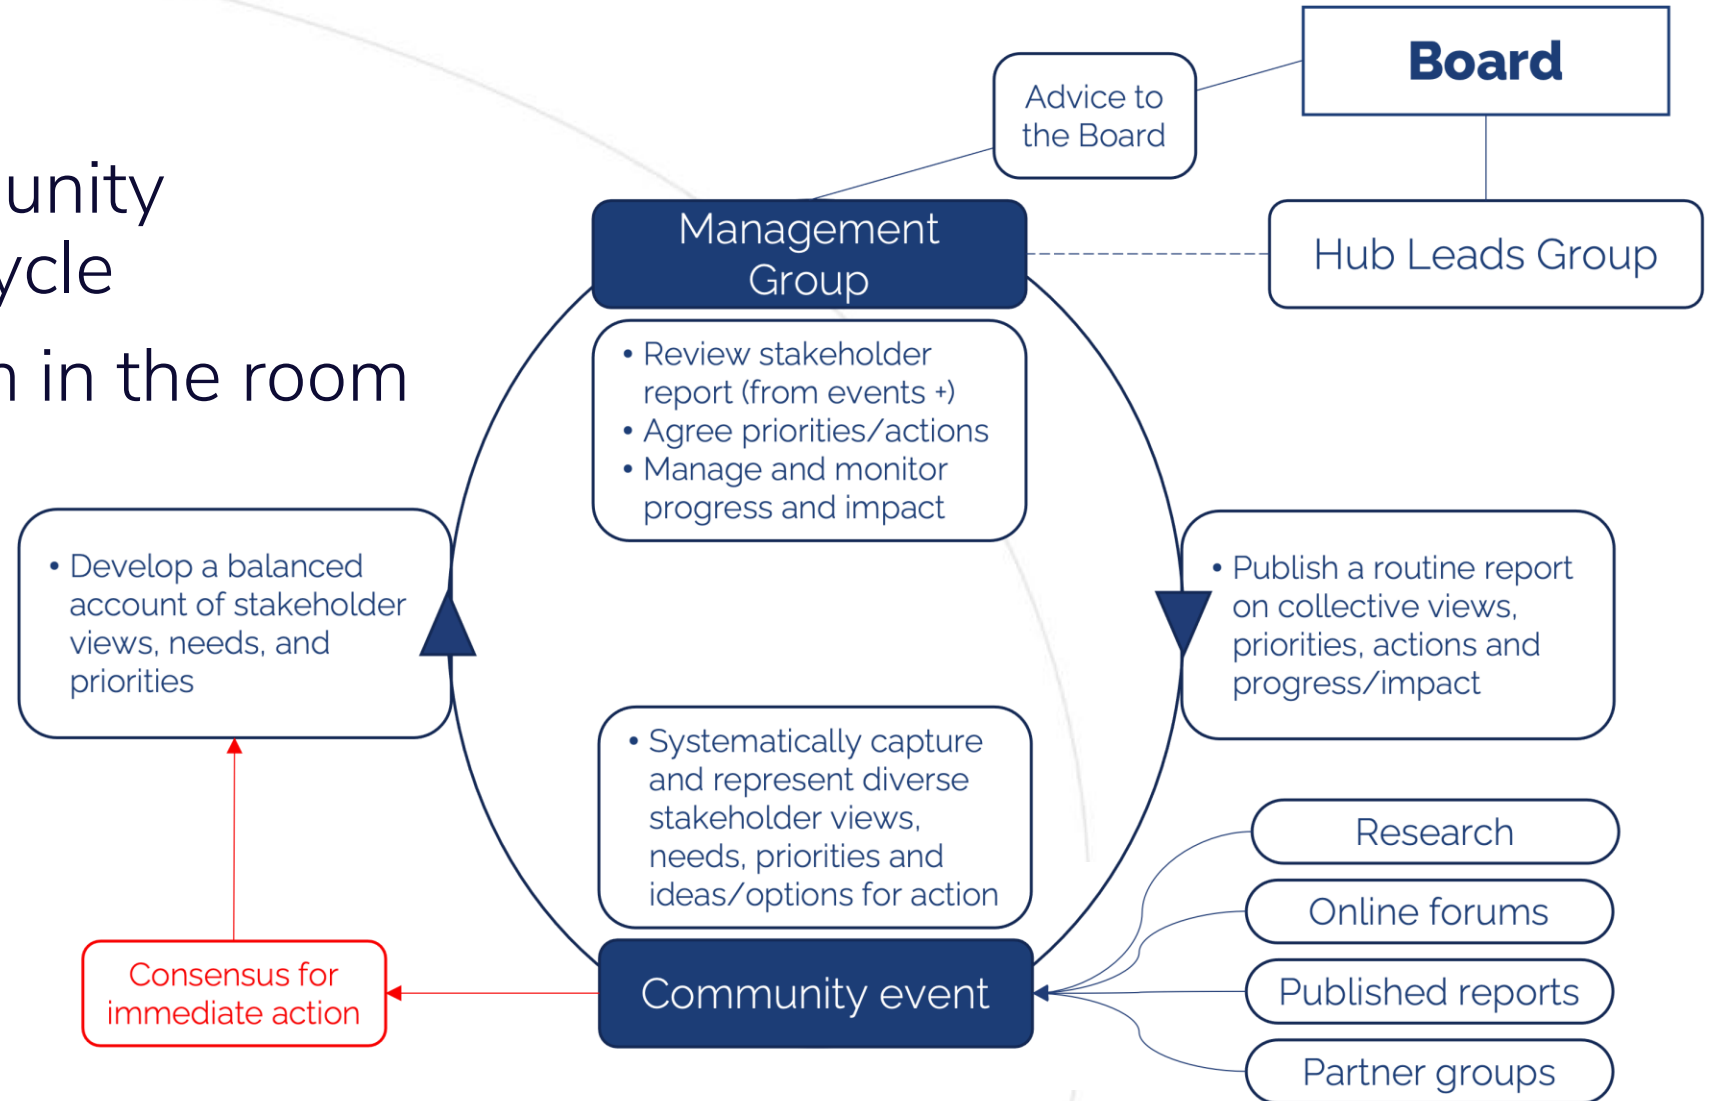 unity
ycle
n in the room
Board
Advice to
the Board
Management
Group
Hub Leads Group
• Review stakeholder
report (from events +)
• Agree priorities/actions
• Manage and monitor
progress and impact
• Develop a balanced
account of stakeholder
views, needs, and
priorities
• Publish a routine report
on collective views,
priorities, actions and
progress/impact
• Systematically capture
and represent diverse
stakeholder views,
needs, priorities and
ideas/options for action
Consensus for
immediate action
Community event
Research
Online forums
Published reports
Partner groups